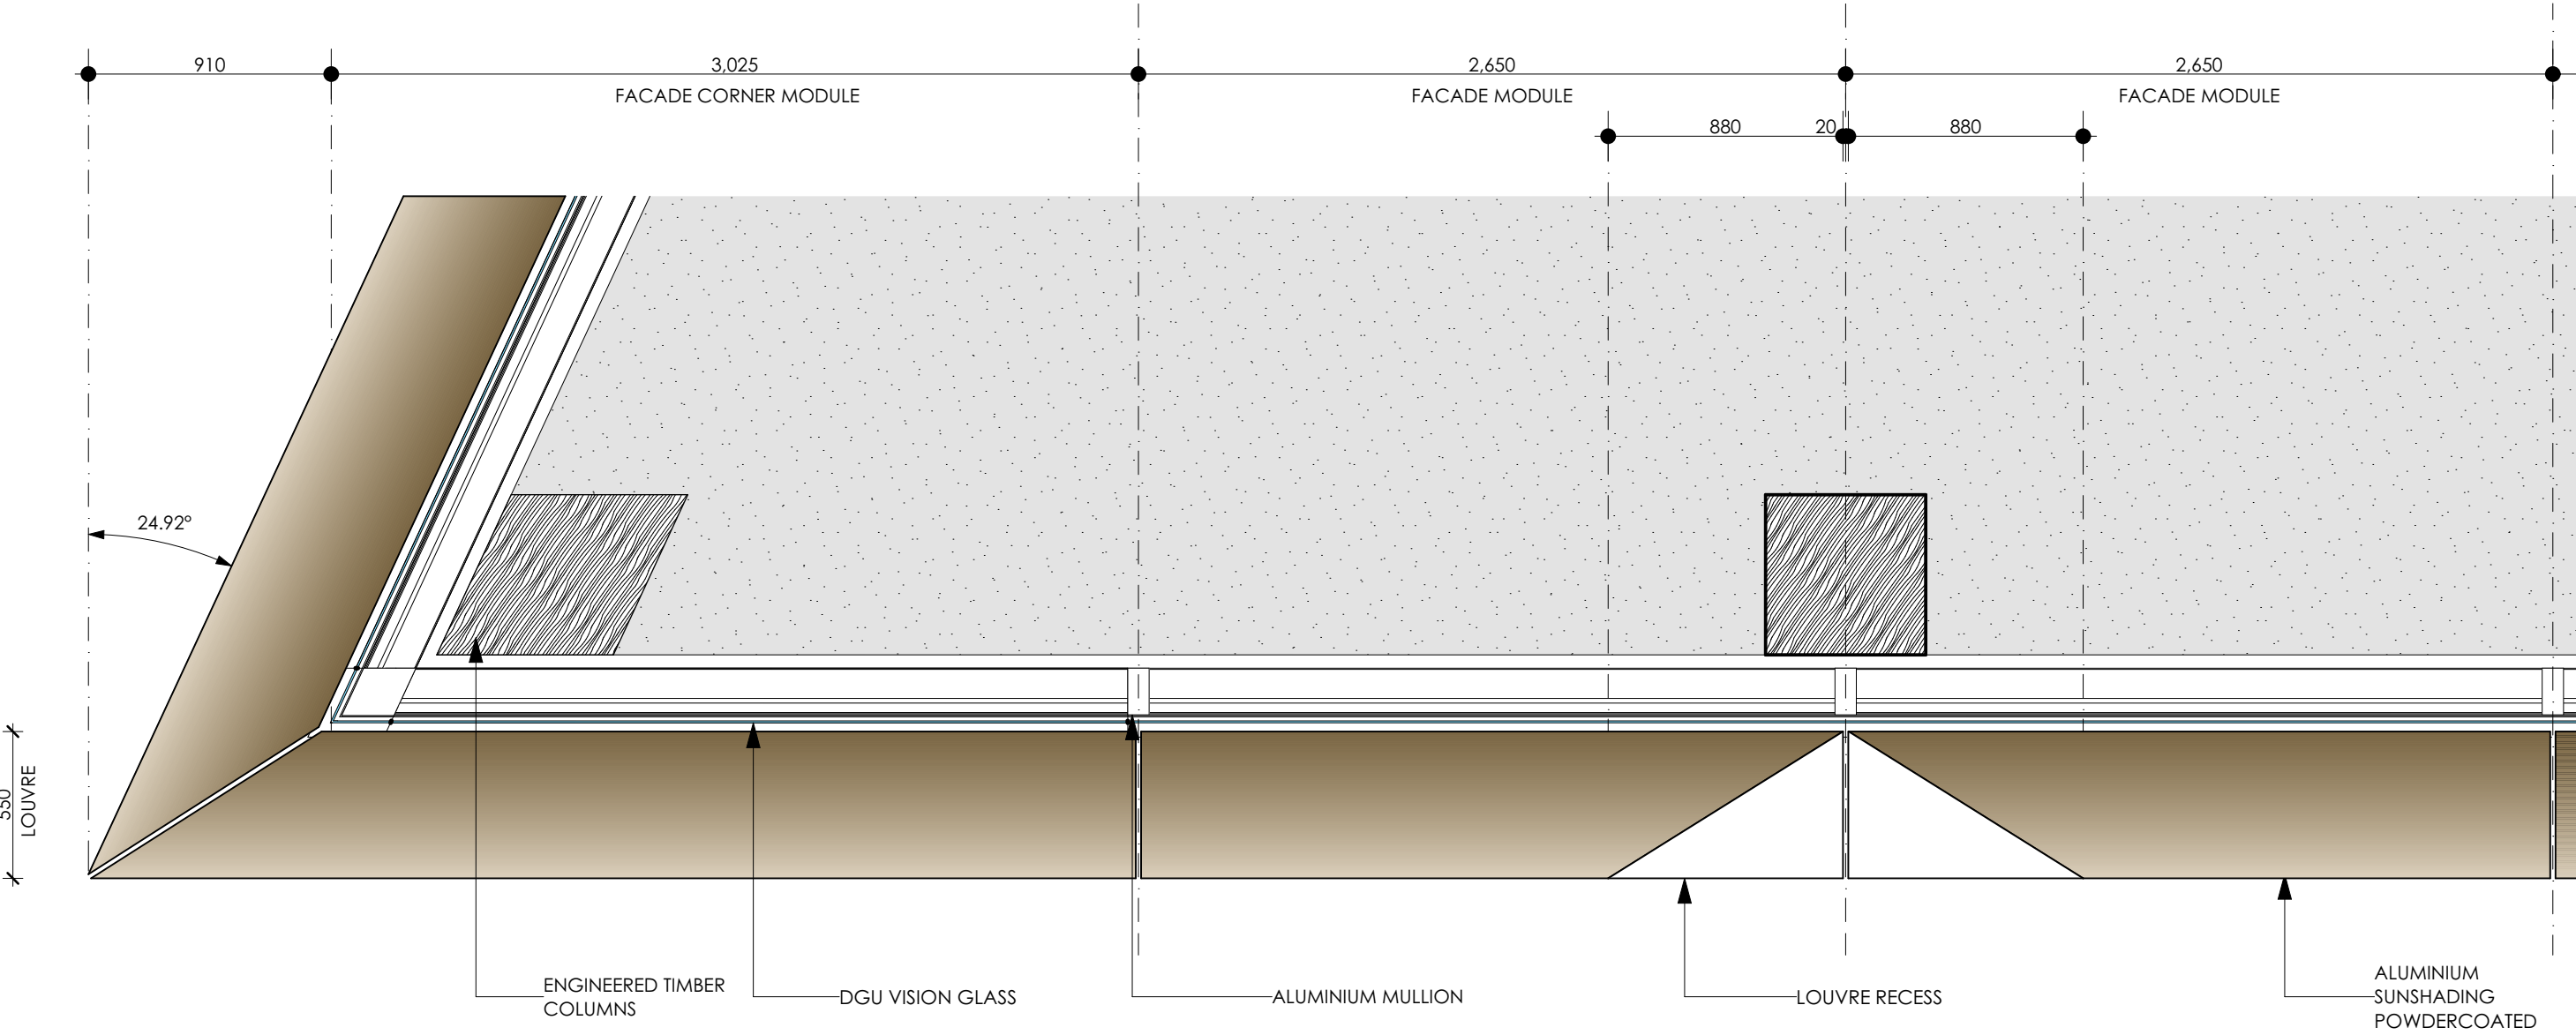 910
3,025
2,650
2,650
FACADE CORNER MODULE
FACADE MODULE
FACADE MODULE
880
20
880
24.92°
550
LOUVRE
ENGINEERED TIMBER
COLUMNS
DGU VISION GLASS
ALUMINIUM MULLION
LOUVRE RECESS
ALUMINIUM
SUNSHADING
POWDERCOATED